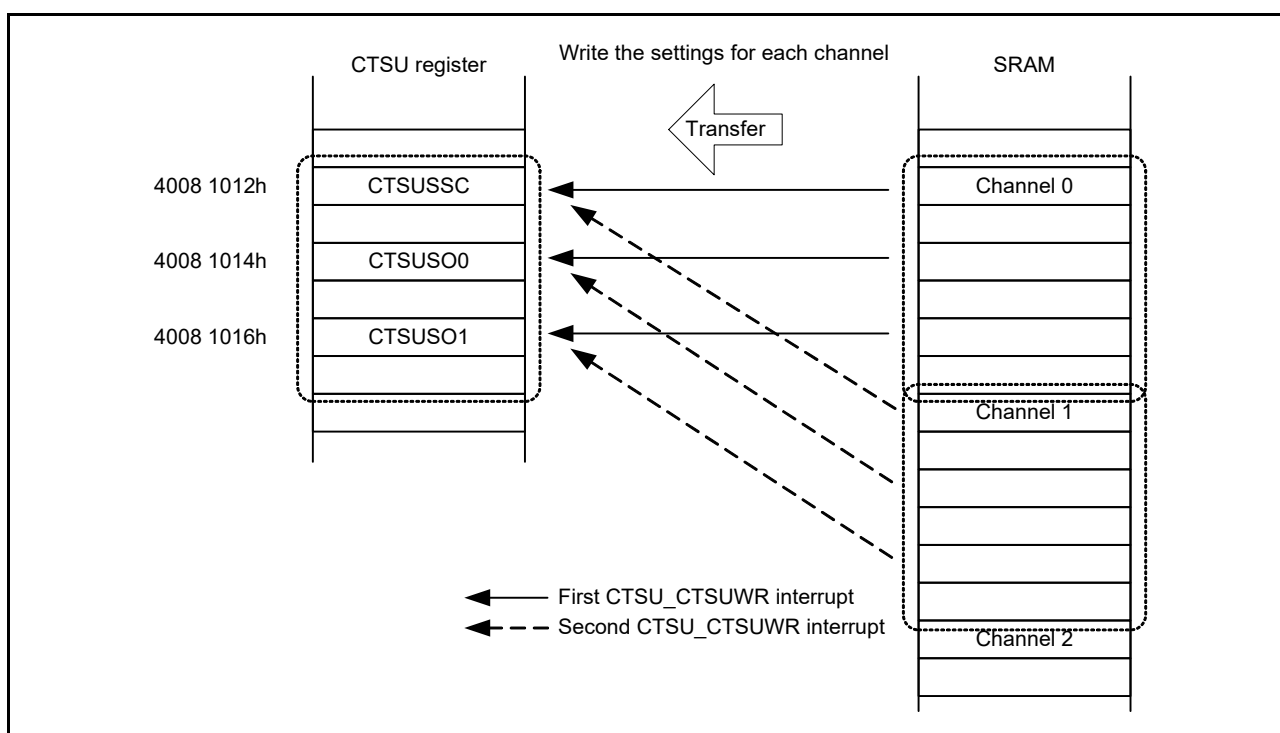 Write the settings for each channel
CTSU register
SRAM
Transfer
4008 1012h
CTSUSSC
Channel 0
4008 1014h
CTSUSO0
4008 1016h
CTSUSO1
Channel 1
First CTSU_CTSUWR interrupt
Second CTSU_CTSUWR interrupt
Channel 2